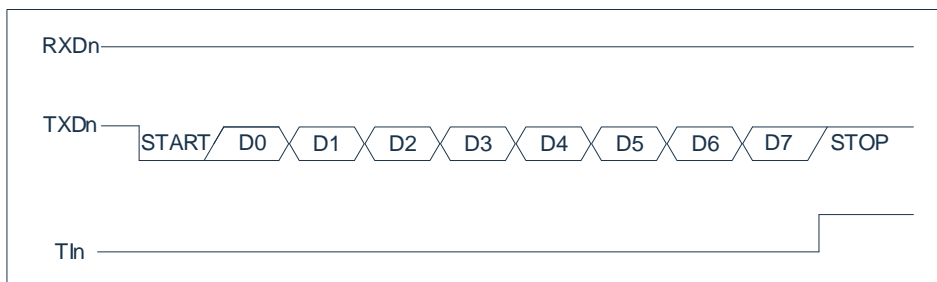 RXDn
TXDn
START D0 D1 D2 D3 D4 D5 D6 D7 STOP
TIn